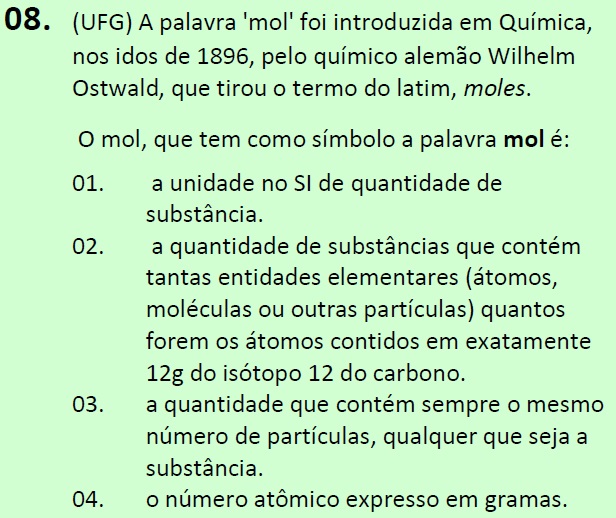 08. (UFG) A palavra 'mol' foi introduzida em Química,
nos idos de 1896, pelo químico alemão Wilhelm
Ostwald, que tirou o termo do latim, moles.
O mol, que tem como símbolo a palavra mol é:
01. a unidade no SI de quantidade de
substância.
02. a quantidade de substâncias que contém
tantas entidades elementares (átomos,
moléculas ou outras partículas) quantos
forem os átomos contidos em exatamente
12g do isótopo 12 do carbono.
03. a quantidade que contém sempre o mesmo
número de partículas, qualquer que seja a
substância.
04. o número atômico expresso em gramas.